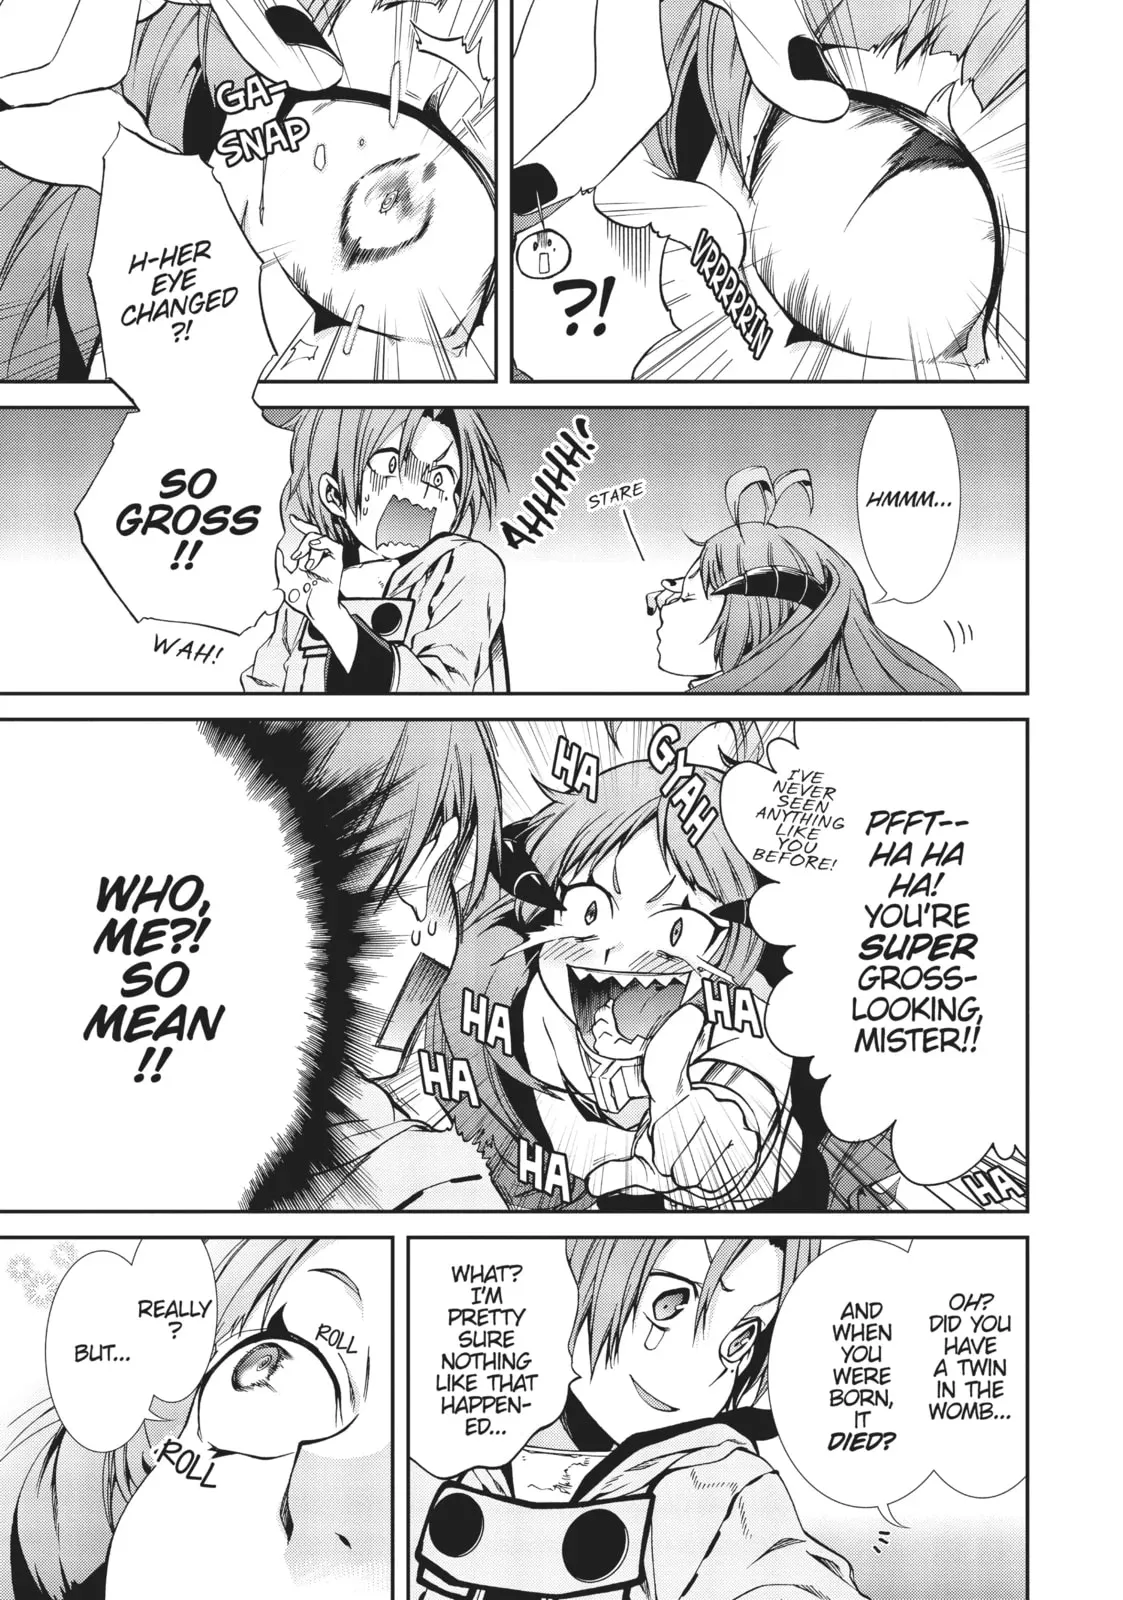 VRRRRRIN
?!
GA-
SNAP
H-HER
EYE
CHANGED
?!
HMMM...
STARE
AHHHHH!
SO
GROSS
!!
WAH!
PFFT--
HA HA
HA!
YOU'RE
SUPER
GROSS-
LOOKING,
MISTER!!
I'VE
NEVER
SEEN
ANYTHING
LIKE
YOU
BEFORE!
GYAH
HA
HA
HA
HA
HA
HA
WHO,
ME?!
SO
MEAN
!!
OH?
DID YOU
HAVE
A TWIN
IN THE
WOMB...
AND
WHEN
YOU
WERE
BORN,
IT
DIED?
WHAT?
I'M
PRETTY
SURE
NOTHING
LIKE THAT
HAPPEN-
ED...
ROLL
ROLL
REALLY
?
BUT...